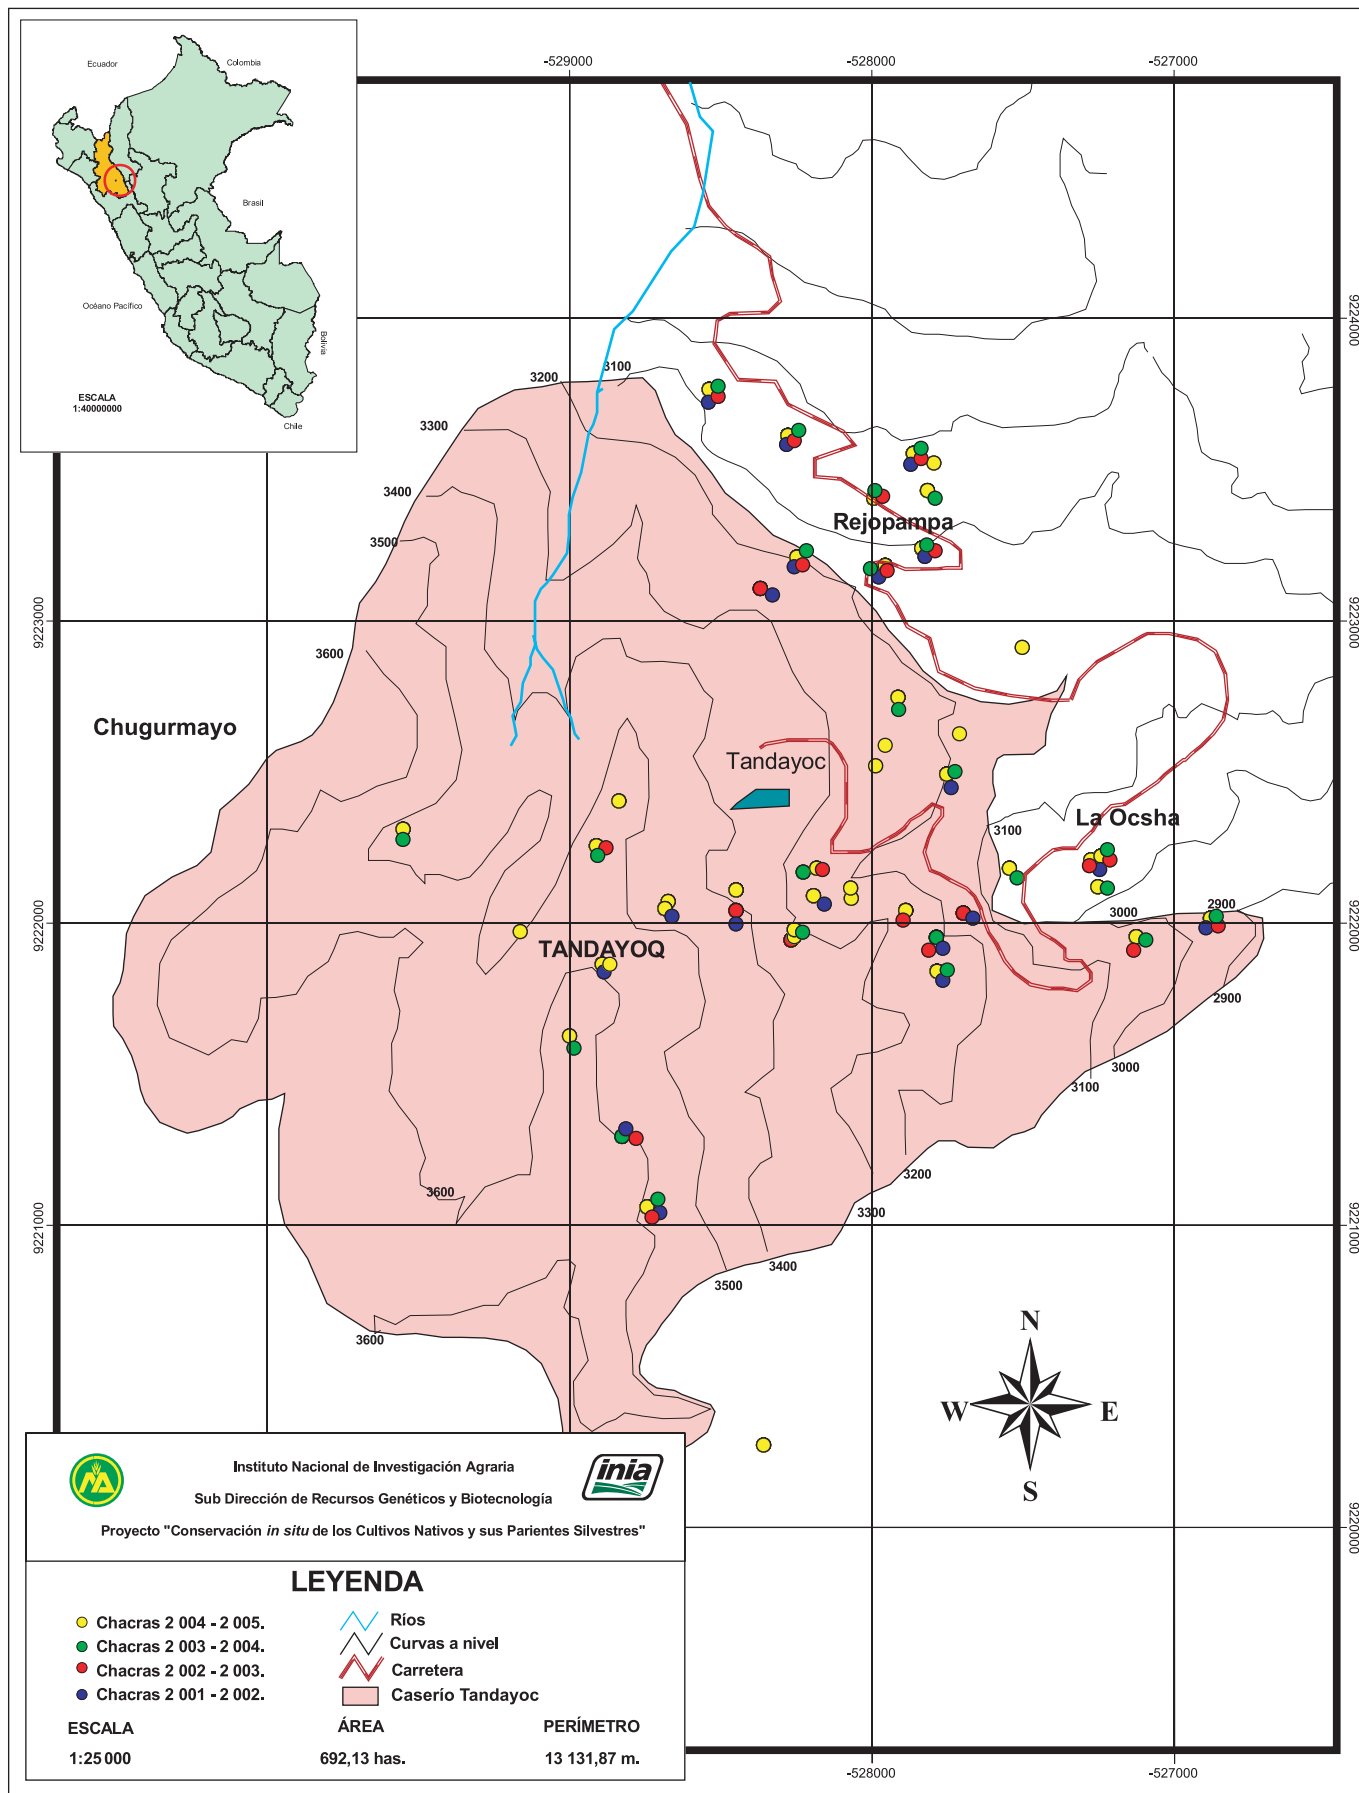 -529000
-528000
-527000
Ecuador
Colombia
Brasil
Océano Pacífico
Bolivia
Chile
ESCALA
1:40000000
9224000
3100
3200
3300
3400
3500
Rejopampa
9223000
9223000
3600
Chugurmayo
Tandayoc
La Ocsha
3100
2900
3000
9222000
9222000
TANDAYOQ
2900
3000
3100
3200
3600
3300
9221000
9221000
3400
3500
3600
N
W
E
S
Instituto Nacional de Investigación Agraria
inia
Sub Dirección de Recursos Genéticos y Biotecnología
Proyecto "Conservación in situ de los Cultivos Nativos y sus Parientes Silvestres"
9220000
LEYENDA
Chacras 2 004 - 2 005.
Chacras 2 003 - 2 004.
Chacras 2 002 - 2 003.
Chacras 2 001 - 2 002.
Ríos
Curvas a nivel
Carretera
Caserío Tandayoc
ESCALA
1:25 000
ÁREA
692,13 has.
PERÍMETRO
13 131,87 m.
-528000
-527000